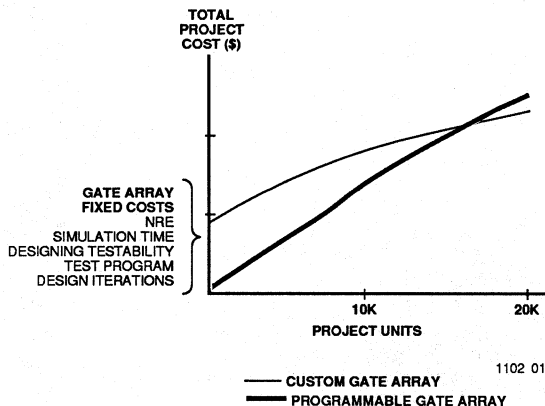 TOTAL
PROJECT
COST ($)
GATE ARRAY
FIXED COSTS
NRE
SIMULATION TIME
DESIGNING TESTABILITY
TEST PROGRAM
DESIGN ITERATIONS
10K
20K
PROJECT UNITS
1102 01
CUSTOM GATE ARRAY
PROGRAMMABLE GATE ARRAY